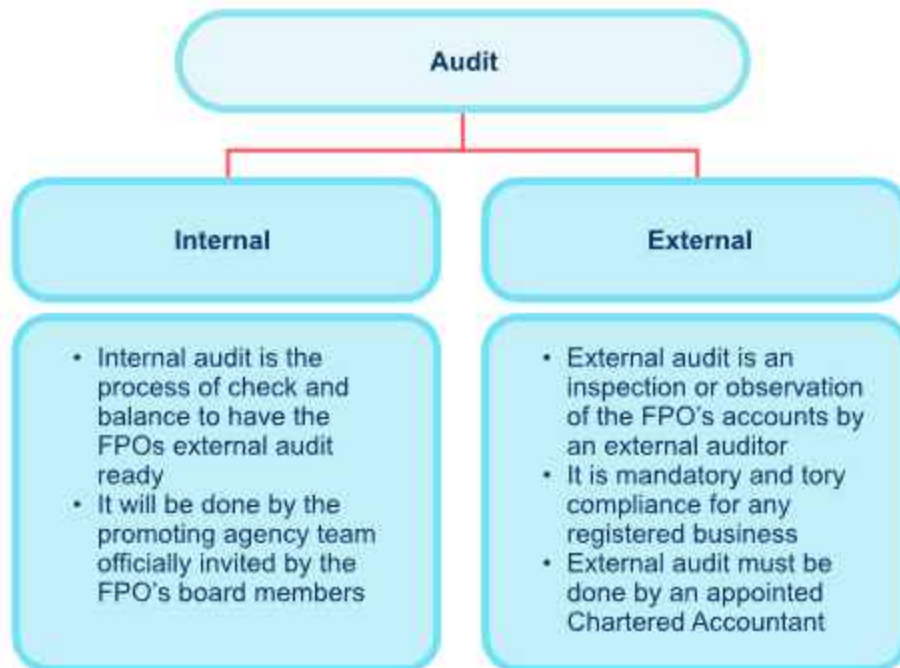 Audit
Internal
External
• Internal audit is the
process of check and
balance to have the
FPOs external audit
ready
• It will be done by the
promoting agency team
officially invited by the
FPO's board members
• External audit is an
inspection or observation
of the FPO's accounts by
an external auditor
• It is mandatory and tory
compliance for any
registered business
• External audit must be
done by an appointed
Chartered Accountant